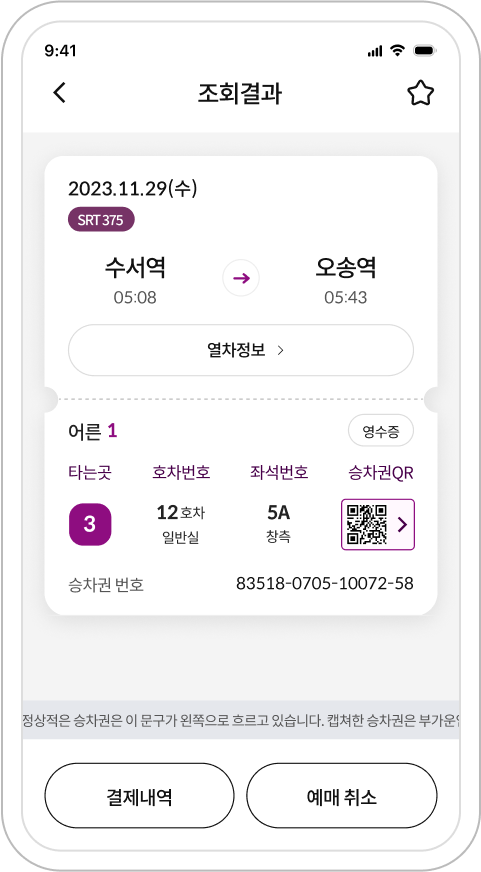 9:41
조회결과
2023.11.29(수)
SRT 375
수서역 → 오송역
05:08 05:43
열차정보 >
어른 1 영수증
타는곳 호차번호 좌석번호 승차권QR
3 12 호차 5A
일반실 창측
승차권 번호 83518-0705-10072-58
정상적은 승차권은 이 문구가 왼쪽으로 흐르고 있습니다. 캡쳐한 승차권은 부가운
결제내역 예매 취소